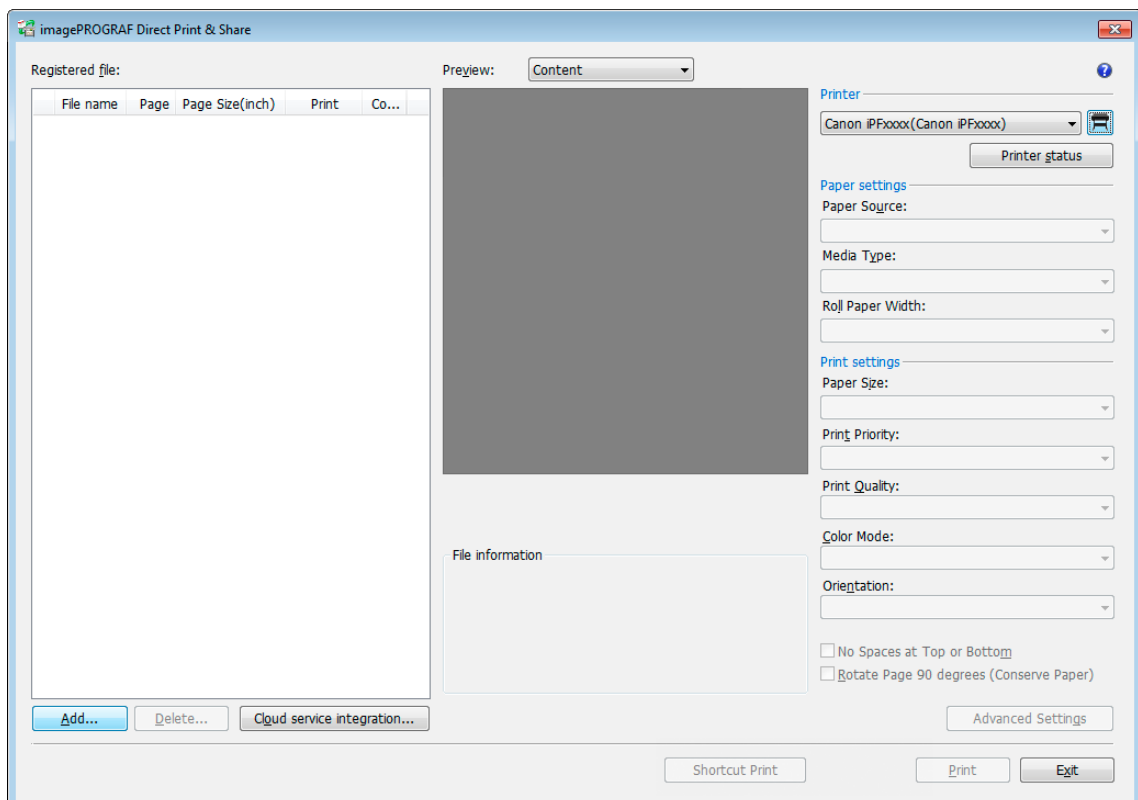 imagePROGRAF Direct Print & Share
Registered file:
File name Page Page Size(inch) Print Co...
Add... Delete... Cloud service integration...
Preview: Content
File information
Printer
Canon iPFxxxx(Canon iPFxxxx)
Printer status
Paper settings
Paper Source:
Media Type:
Roll Paper Width:
Print settings
Paper Size:
Print Priority:
Print Quality:
Color Mode:
Orientation:
No Spaces at Top or Bottom
Rotate Page 90 degrees (Conserve Paper)
Advanced Settings
Shortcut Print Print Exit